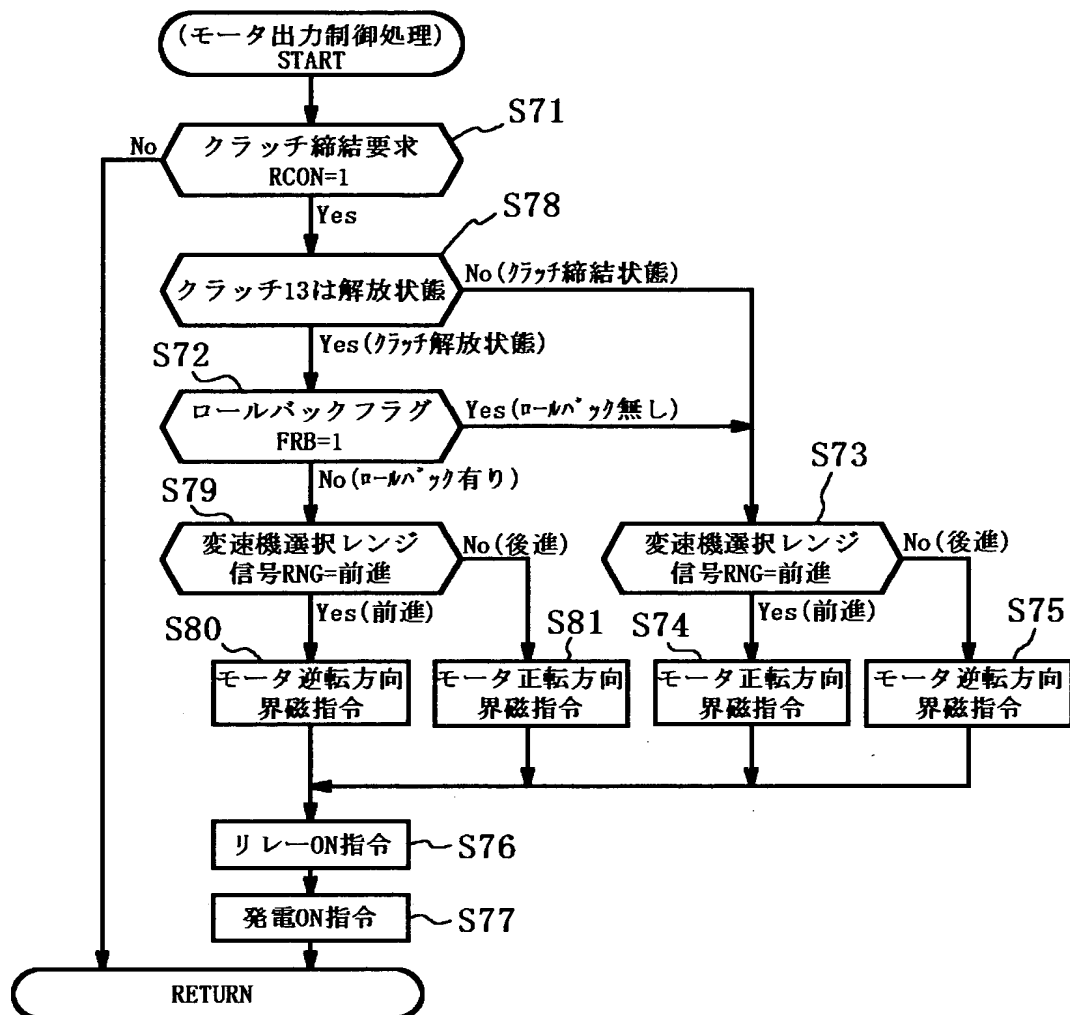 (モータ出力制御処理)
START
S71
No
クラッチ締結要求
RCON=1
Yes
S78
クラッチ13は解放状態
No(クラッチ締結状態)
Yes(クラッチ解放状態)
S72
ロールバックフラグ
FRB=1
Yes(ロールバック無し)
No(ロールバック有り)
S79
変速機選択レンジ
信号RNG=前進
No(後進)
Yes(前進)
S73
変速機選択レンジ
信号RNG=前進
No(後進)
Yes(前進)
S80
モータ逆転方向
界磁指令
S81
モータ正転方向
界磁指令
S74
モータ正転方向
界磁指令
S75
モータ逆転方向
界磁指令
リレーON指令
S76
発電ON指令
S77
RETURN